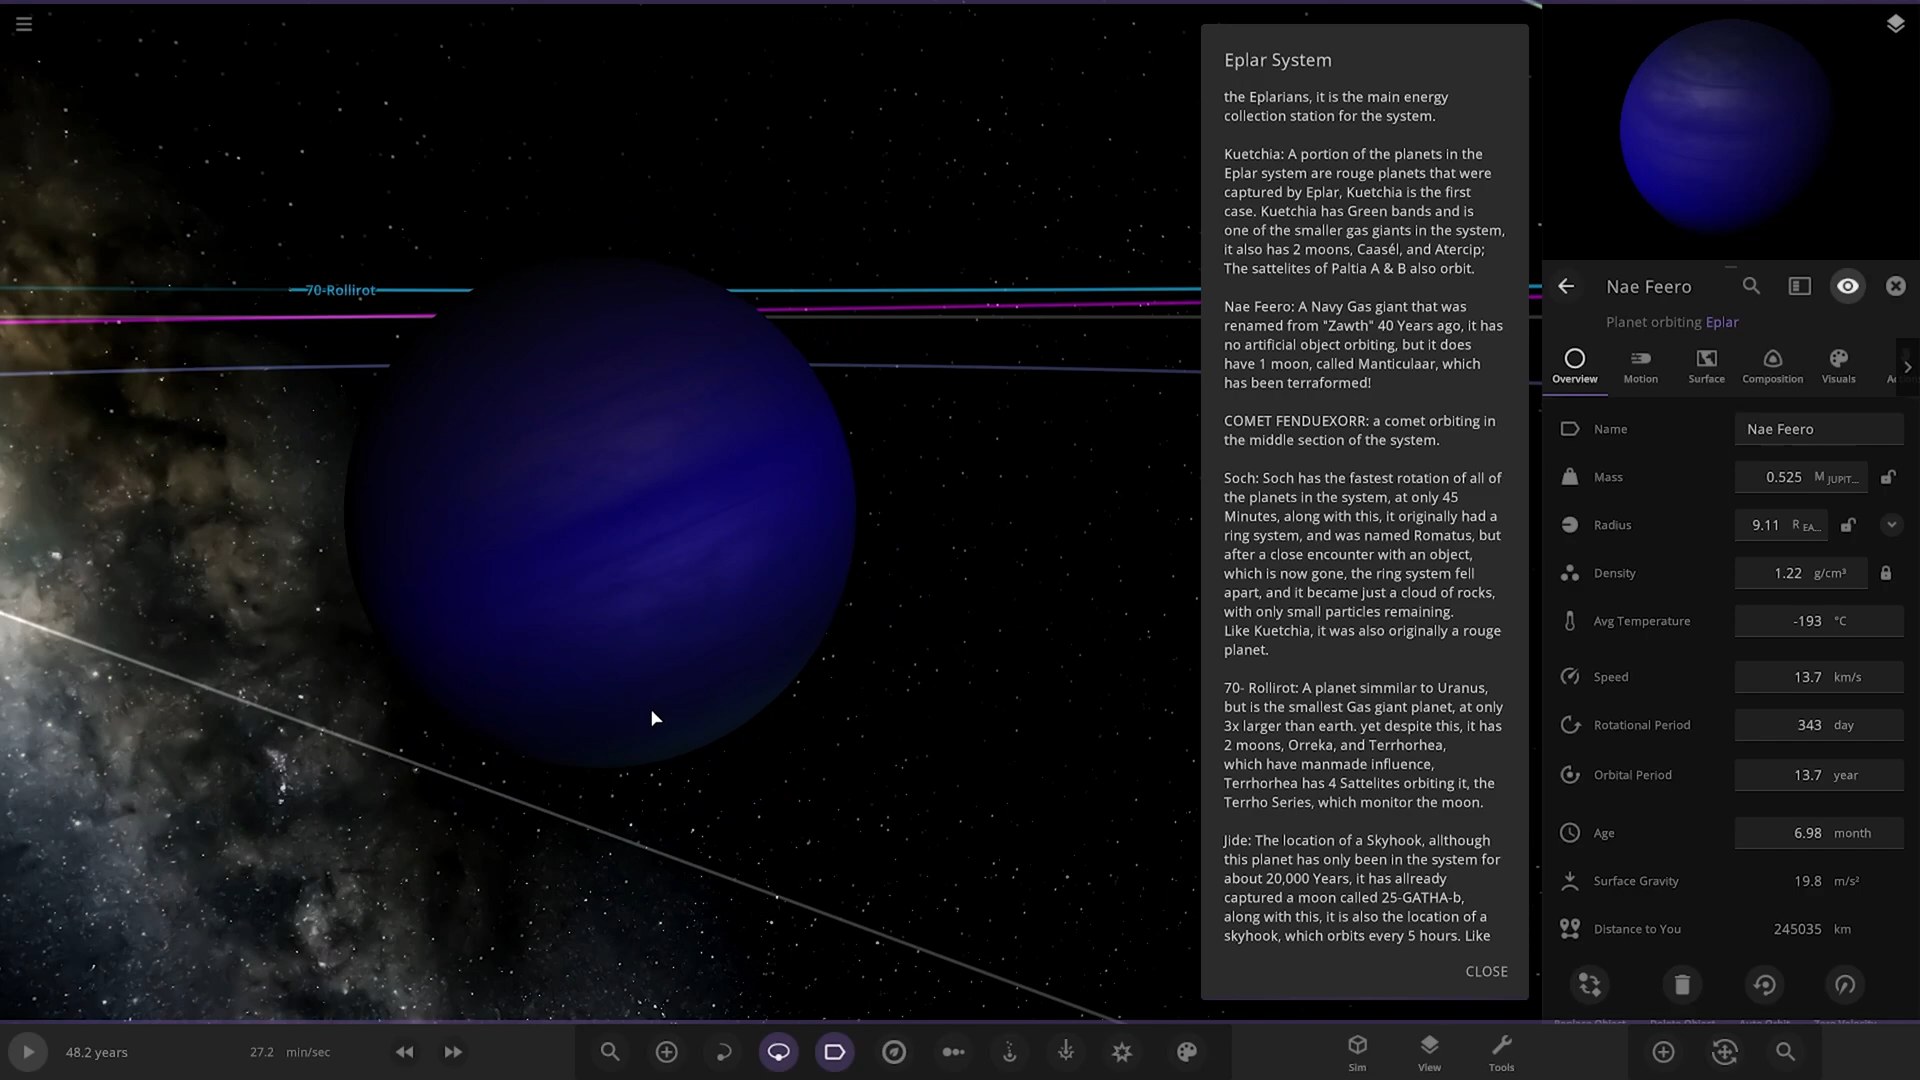 70-Rollirot
Eplar System
the Eplarians, it is the main energy
collection station for the system.
Kuetchia: A portion of the planets in the
Eplar system are rouge planets that were
captured by Eplar, Kuetchia is the first
case. Kuetchia has Green bands and is
one of the smaller gas giants in the system,
it also has 2 moons, Caasél, and Atercip;
The sattelites of Paltia A & B also orbit.
Nae Feero: A Navy Gas giant that was
renamed from "Zawth" 40 Years ago, it has
no artificial object orbiting, but it does
have 1 moon, called Manticulaar, which
has been terraformed!
COMET FENDUEXORR: a comet orbiting in
the middle section of the system.
Soch: Soch has the fastest rotation of all of
the planets in the system, at only 45
Minutes, along with this, it originally had a
ring system, and was named Romatus, but
after a close encounter with an object,
which is now gone, the ring system fell
apart, and it became just a cloud of rocks,
with only small particles remaining.
Like Kuetchia, it was also originally a rouge
planet.
70- Rollirot: A planet simmilar to Uranus,
but is the smallest Gas giant planet, at only
3x larger than earth. yet despite this, it has
2 moons, Orreka, and Terrhorhea,
which have manmade influence,
Terrhorhea has 4 Sattelites orbiting it, the
Terrho Series, which monitor the moon.
Jide: The location of a Skyhook, allthough
this planet has only been in the system for
about 20,000 Years, it has allready
captured a moon called 25-GATHA-b,
along with this, it is also the location of a
skyhook, which orbits every 5 hours. Like
CLOSE
Nae Feero
Planet orbiting Eplar
Overview Motion Surface Composition Visuals
Name Nae Feero
Mass 0.525 M JUPIT...
Radius 9.11 R EA...
Density 1.22 g/cm³
Avg Temperature -193 °C
Speed 13.7 km/s
Rotational Period 343 day
Orbital Period 13.7 year
Age 6.98 month
Surface Gravity 19.8 m/s²
Distance to You 245035 km
48.2 years 27.2 min/sec
Sim View Tools